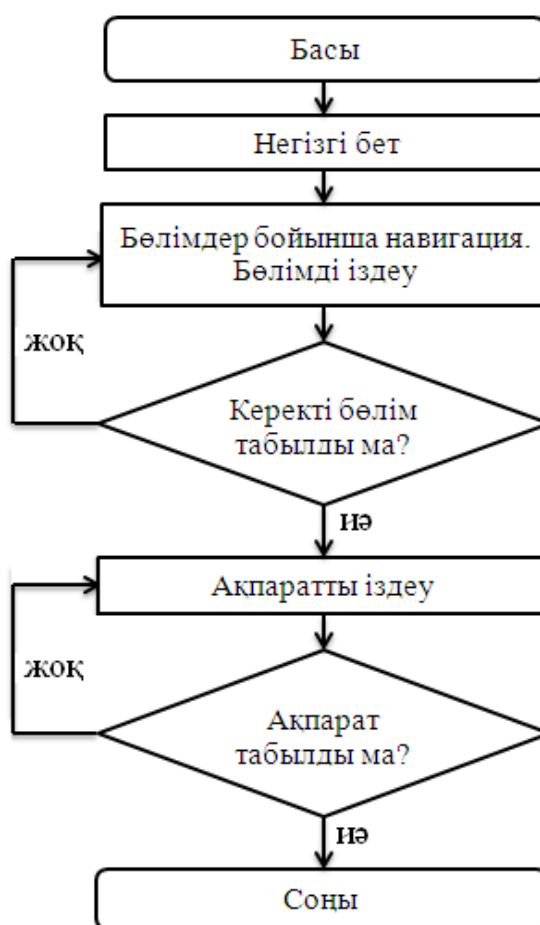 Басы
Негізгі бет
Бөлімдер бойынша навигация.
Бөлімді іздеу
жоқ
Керекті бөлім
табылды ма?
иә
Ақпаратты іздеу
жоқ
Ақпарат
табылды ма?
иә
Соңы